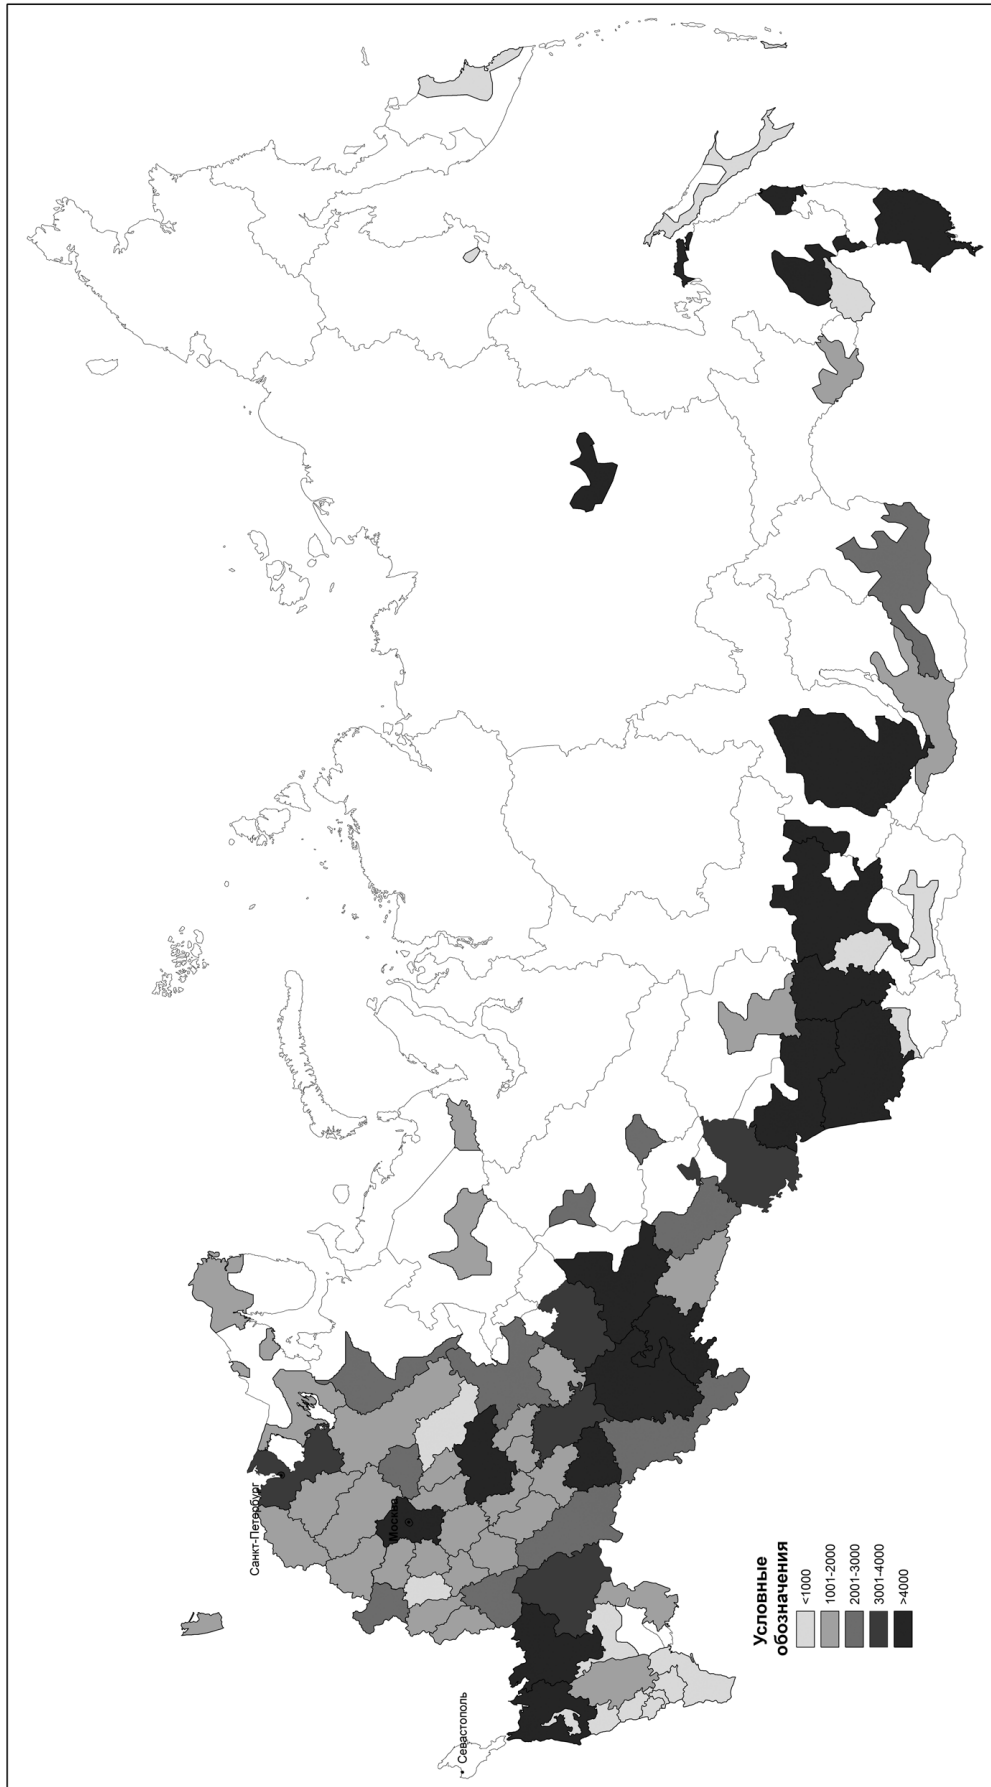 Санкт-Петербург
Москва
Севастополь
Условные
обозначения
<1000
1001-2000
2001-3000
3001-4000
>4000